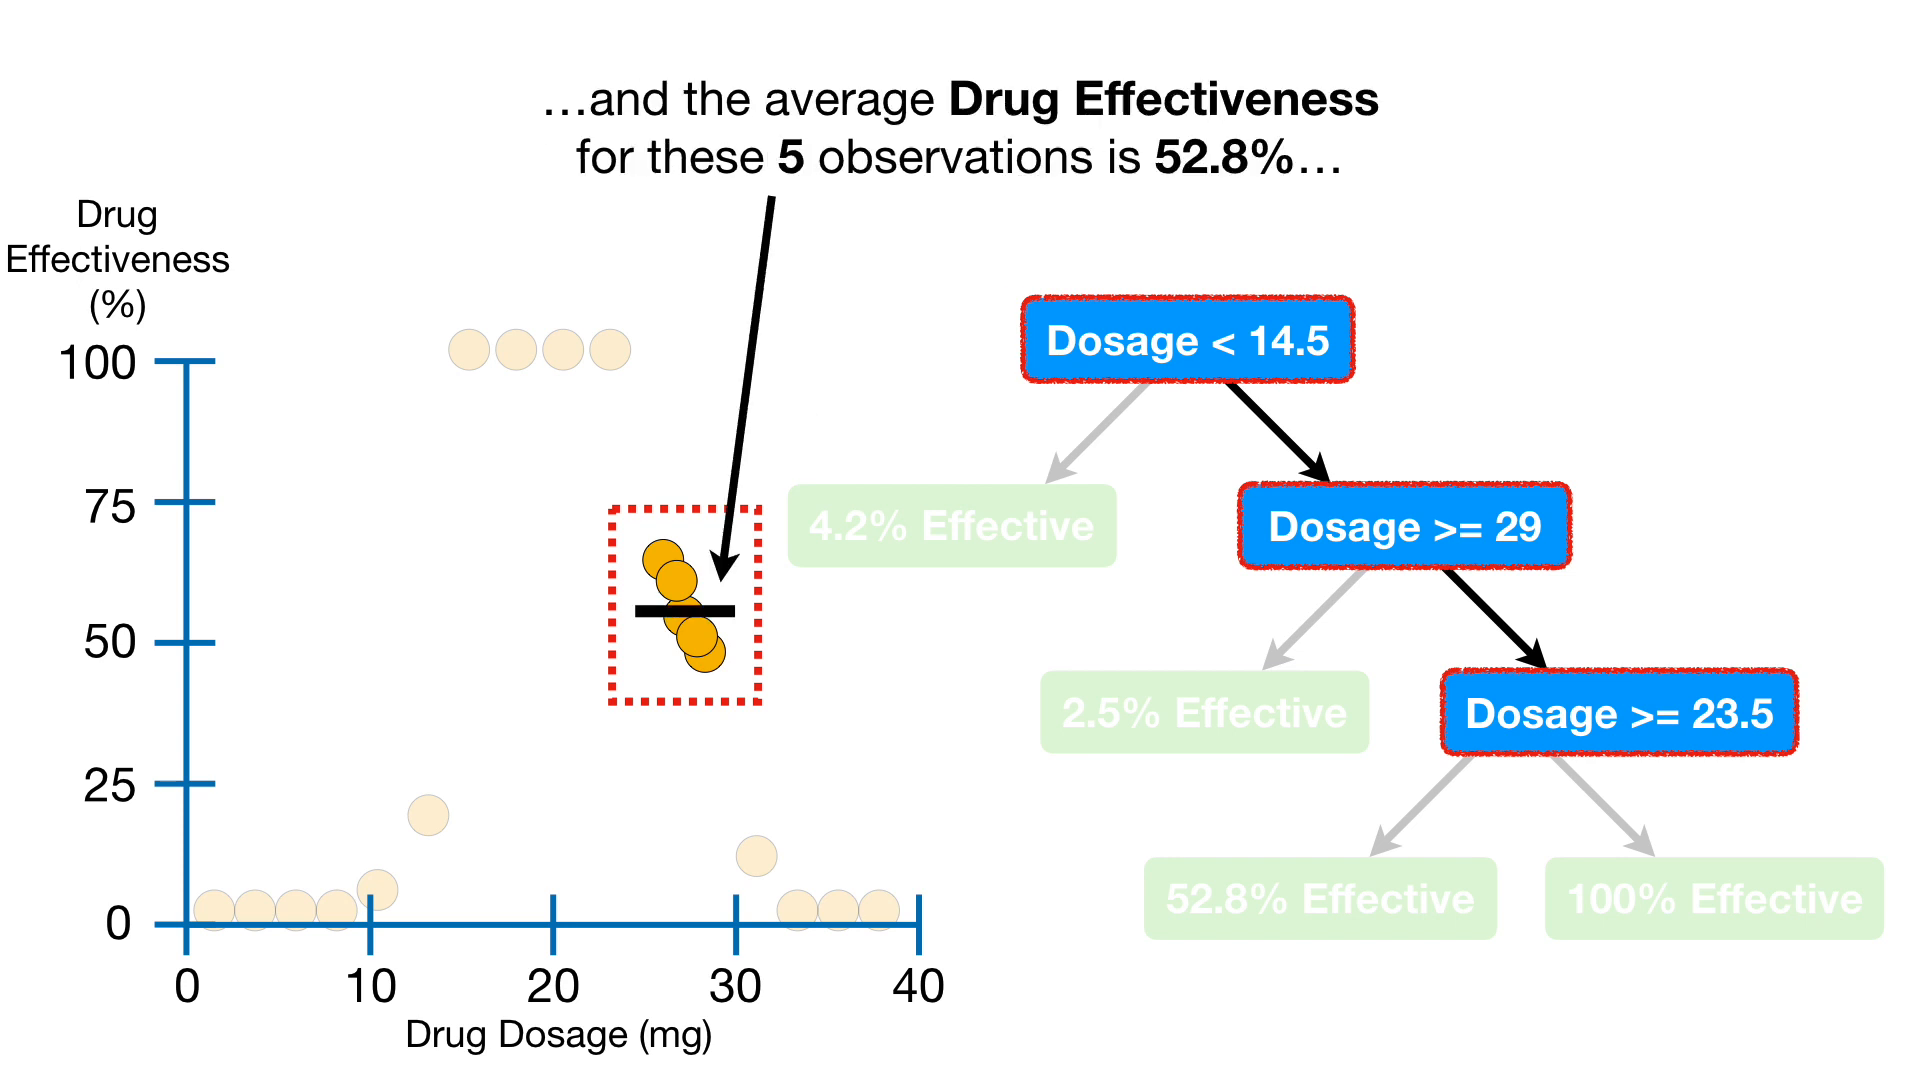 …and the average Drug Effectiveness
for these 5 observations is 52.8%…
Drug
Effectiveness
(%)
100
75
50
25
0
0
10
20
30
40
Drug Dosage (mg)
Dosage < 14.5
4.2% Effective
Dosage >= 29
2.5% Effective
Dosage >= 23.5
52.8% Effective
100% Effective